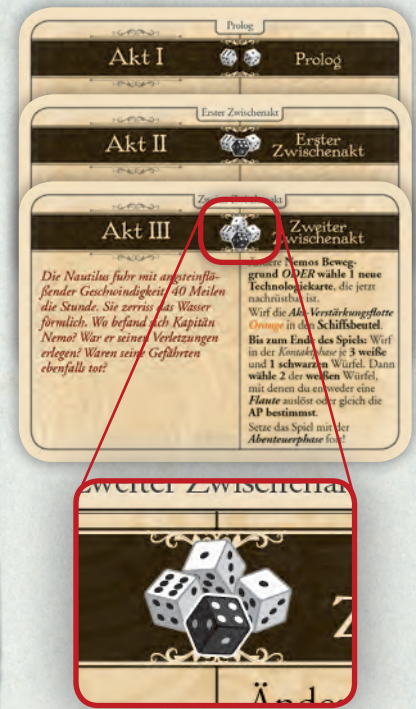 Prolog
Akt I
Prolog
Erster Zwischenakt
Akt II
Erster
Zwischenakt
Akt III
Zweiter
Zwischenakt
Die Nautilus fuhr mit angsteinflö-
ßender Geschwindigkeit, 40 Meilen
die Stunde. Sie zerriss das Wasser
förmlich. Wo befand sich Kapitän
Nemo? War er seinen Verletzungen
erlegen? Waren seine Gefährten
ebenfalls tot?
Nemos Beweg-
grund ODER wähle 1 neue
Technologiekarte, die jetzt
nachrüstbar ist.
Wirf die Akt-Verstärkungsflotte
Orange in den Schiffsbeutel.
Bis zum Ende des Spiels: Wirf
in der Kontaktphase je 3 weiße
und 1 schwarzen Würfel. Dann
wähle 2 der weißen Würfel,
mit denen du entweder eine
Flaute auslöst oder gleich die
AP bestimmst.
Setze das Spiel mit der
Abenteuerphase fort!
Zweiter Zwischenakt